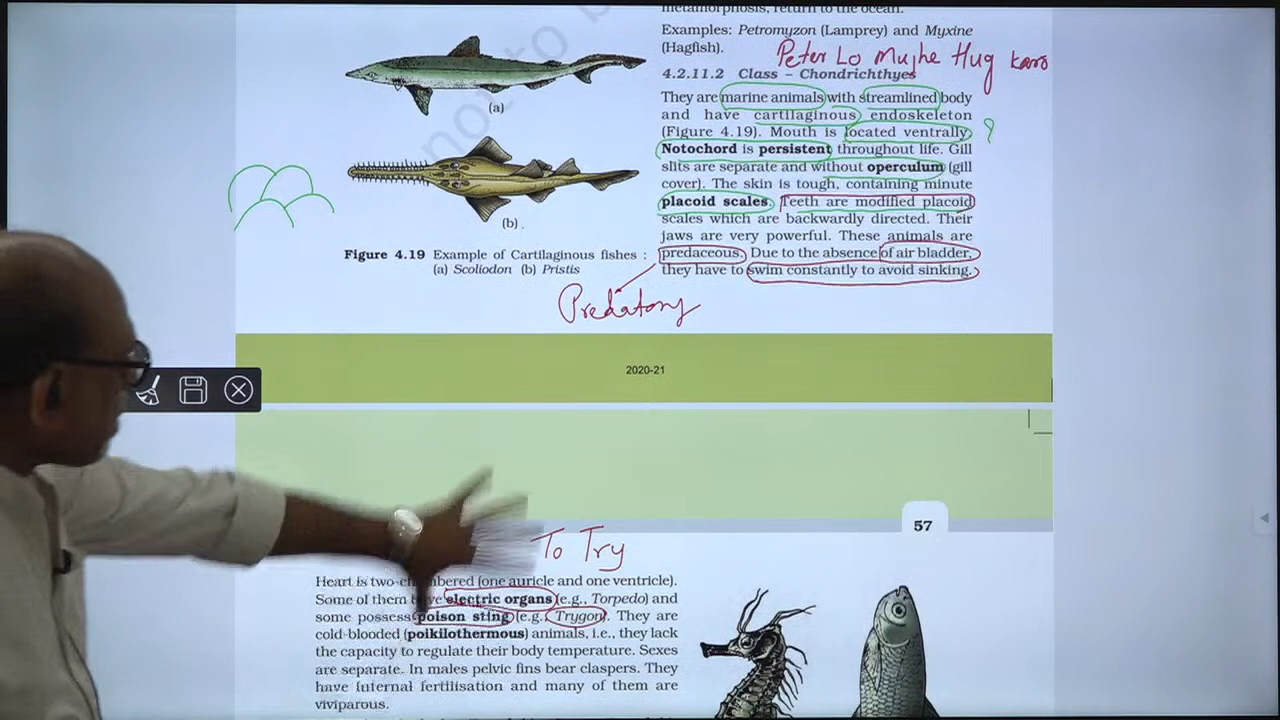 metamorphosis, return to the ocean.
Examples: Petromyzon (Lamprey) and Myxine
(Hagfish).
Peter Lo Mujhe Hug karo
4.2.11.2 Class – Chondrichthyes
They are marine animals with streamlined body
and have cartilaginous endoskeleton
(Figure 4.19). Mouth is located ventrally.
Notochord is persistent throughout life. Gill
slits are separate and without operculum (gill
cover). The skin is tough, containing minute
placoid scales. Teeth are modified placoid
scales which are backwardly directed. Their
jaws are very powerful. These animals are
predaceous. Due to the absence of air bladder,
they have to swim constantly to avoid sinking.
not to b
(a)
(b) .
Figure 4.19 Example of Cartilaginous fishes :
(a) Scoliodon (b) Pristis
Predatory
2020-21
57
To Try
Heart is two-chambered (one auricle and one ventricle).
Some of them have electric organs (e.g., Torpedo) and
some possess poison sting (e.g., Trygon). They are
cold-blooded (poikilothermous) animals, i.e., they lack
the capacity to regulate their body temperature. Sexes
are separate. In males pelvic fins bear claspers. They
have internal fertilisation and many of them are
viviparous.